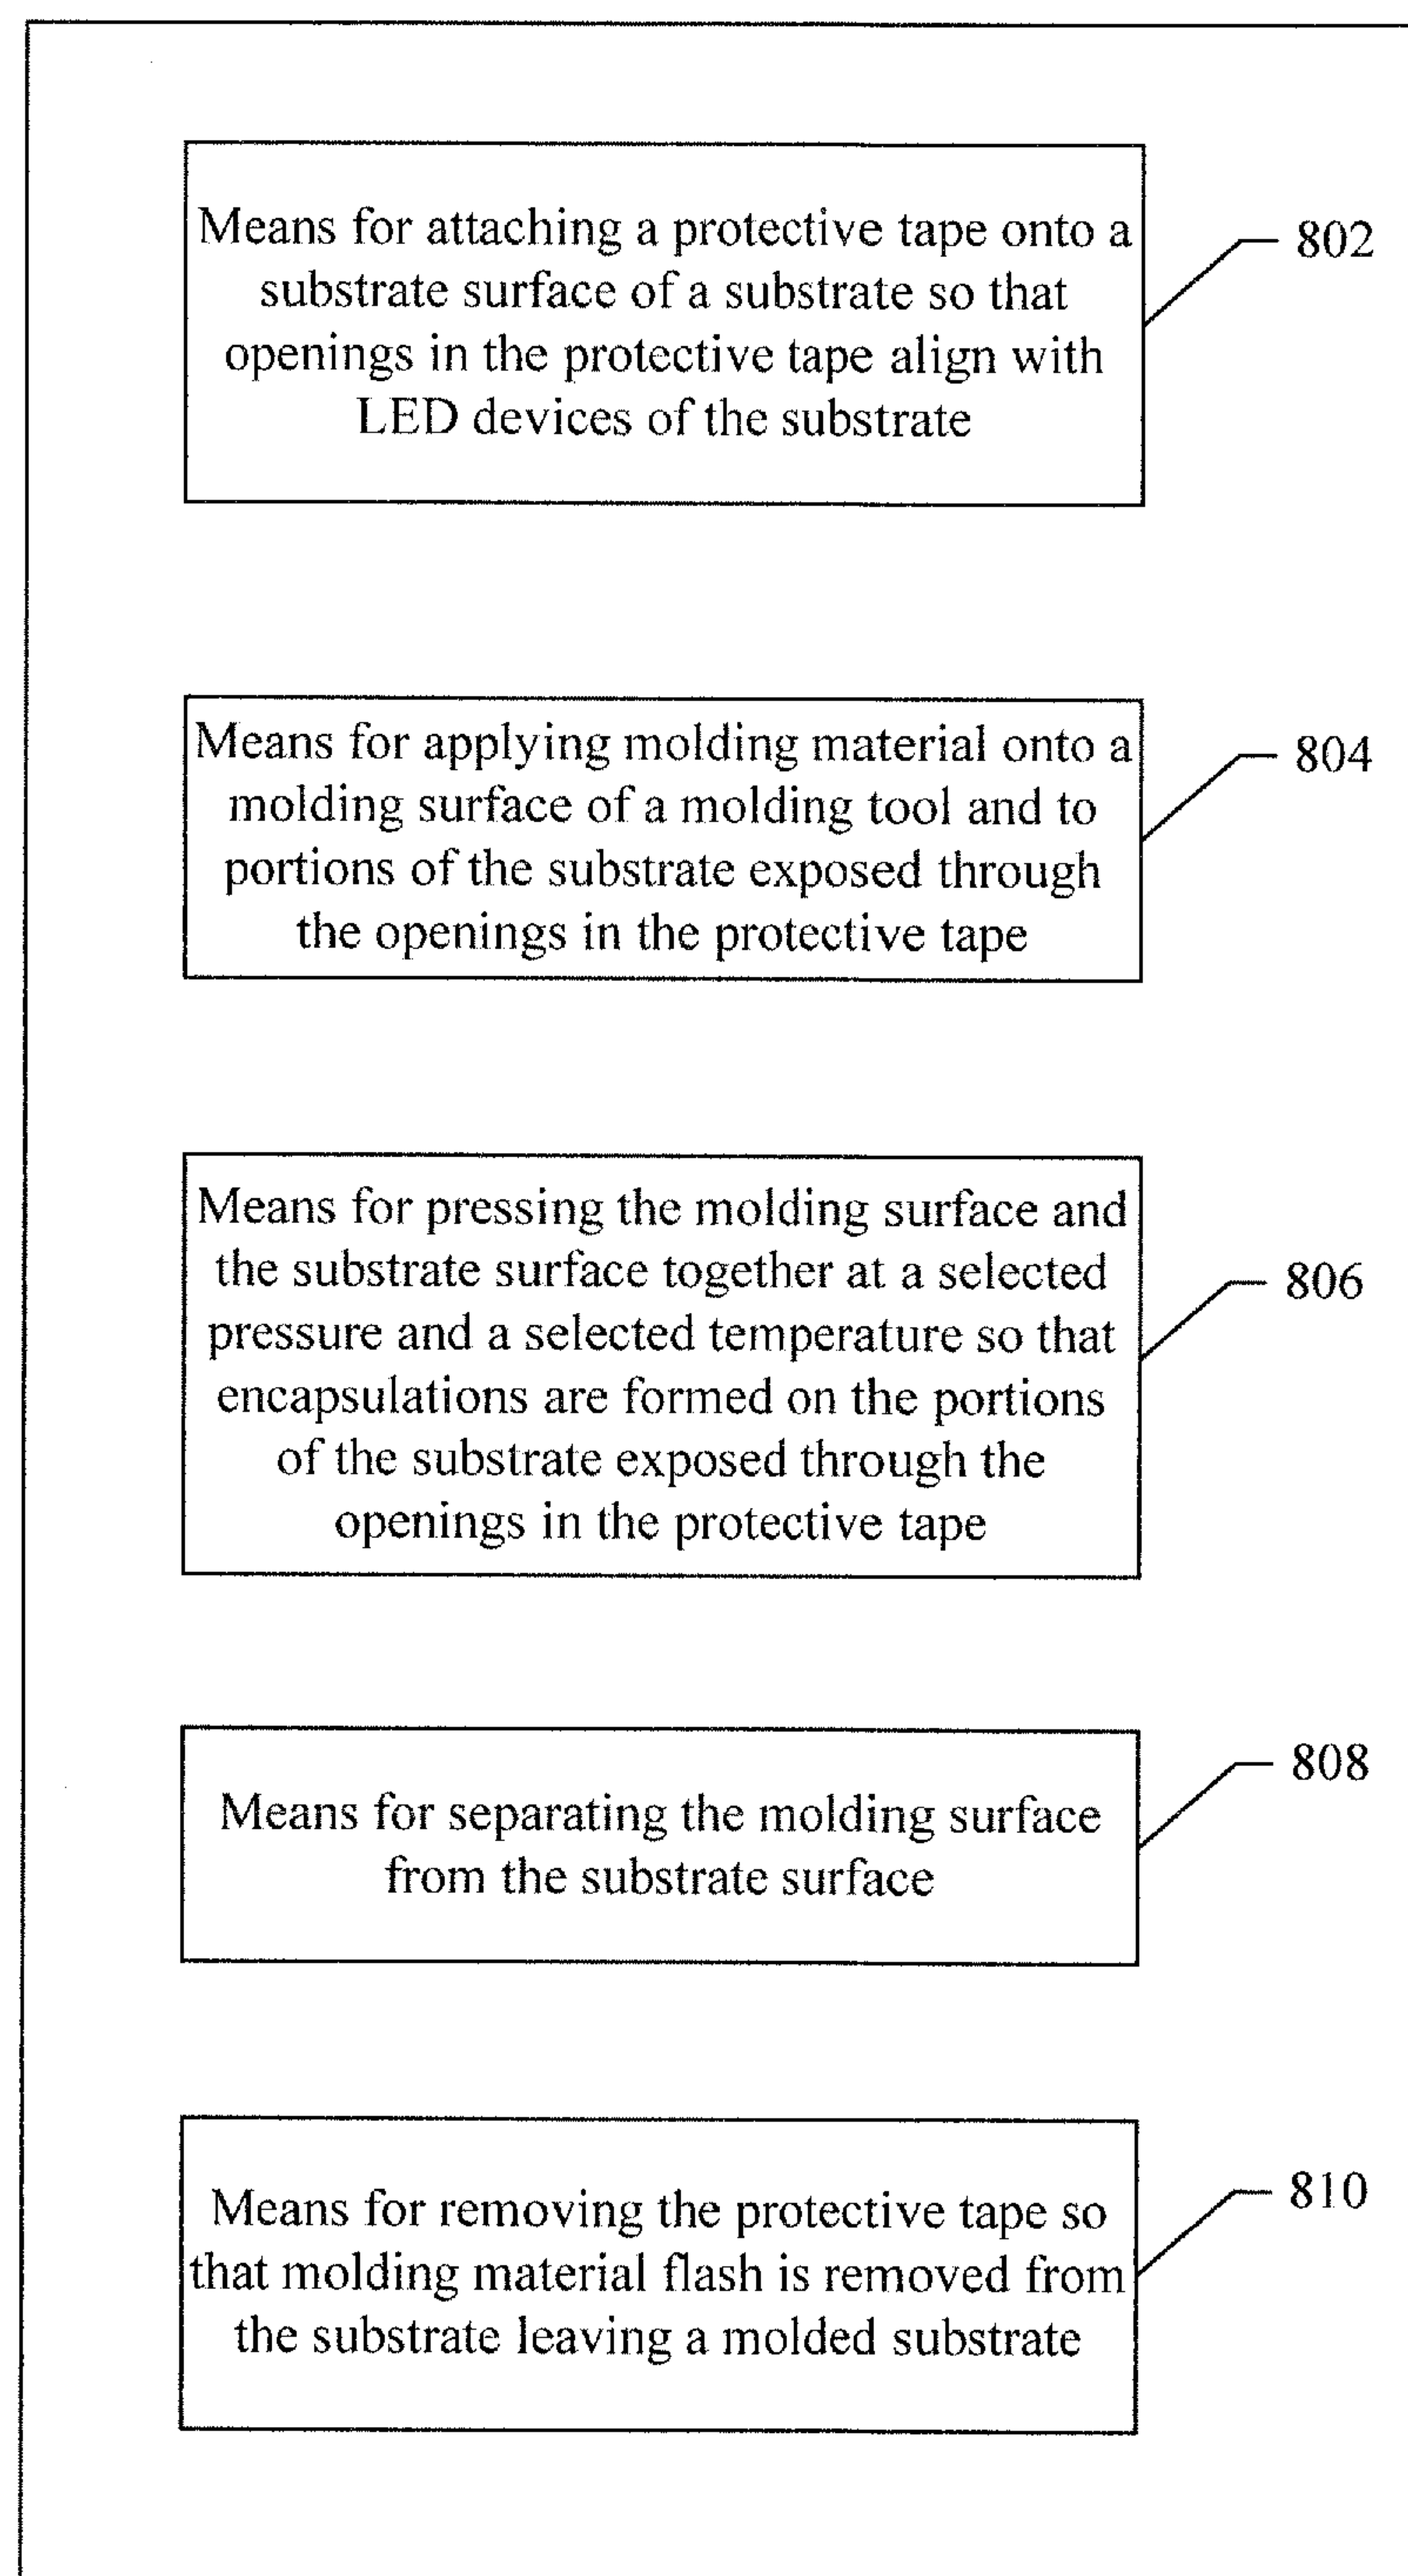 Means for attaching a protective tape onto a
substrate surface of a substrate so that
openings in the protective tape align with
LED devices of the substrate
802
Means for applying molding material onto a
molding surface of a molding tool and to
portions of the substrate exposed through
the openings in the protective tape
804
Means for pressing the molding surface and
the substrate surface together at a selected
pressure and a selected temperature so that
encapsulations are formed on the portions
of the substrate exposed through the
openings in the protective tape
806
Means for separating the molding surface
from the substrate surface
808
Means for removing the protective tape so
that molding material flash is removed from
the substrate leaving a molded substrate
810